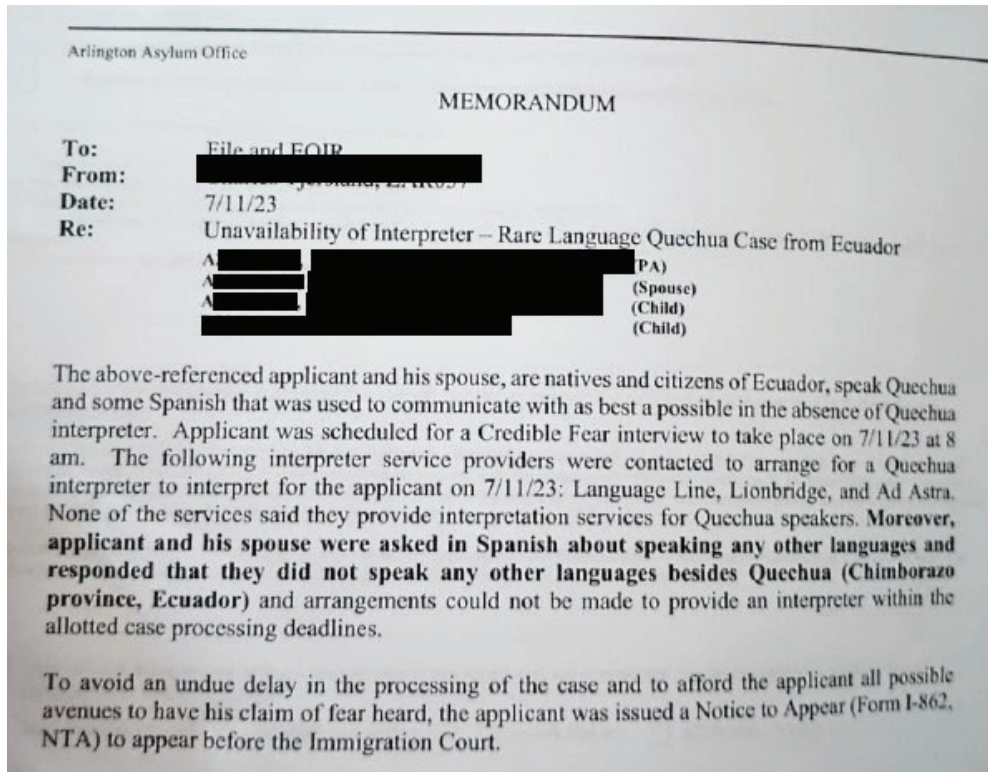 Arlington Asylum Office
MEMORANDUM
To: File and EOIR
From:
Date: 7/11/23
Re: Unavailability of Interpreter – Rare Language Quechua Case from Ecuador
A (PA)
A (Spouse)
A (Child)
(Child)
The above-referenced applicant and his spouse, are natives and citizens of Ecuador, speak Quechua
and some Spanish that was used to communicate with as best a possible in the absence of Quechua
interpreter. Applicant was scheduled for a Credible Fear interview to take place on 7/11/23 at 8
am. The following interpreter service providers were contacted to arrange for a Quechua
interpreter to interpret for the applicant on 7/11/23: Language Line, Lionbridge, and Ad Astra.
None of the services said they provide interpretation services for Quechua speakers. Moreover,
applicant and his spouse were asked in Spanish about speaking any other languages and
responded that they did not speak any other languages besides Quechua (Chimborazo
province, Ecuador) and arrangements could not be made to provide an interpreter within the
allotted case processing deadlines.
To avoid an undue delay in the processing of the case and to afford the applicant all possible
avenues to have his claim of fear heard, the applicant was issued a Notice to Appear (Form I-862,
NTA) to appear before the Immigration Court.